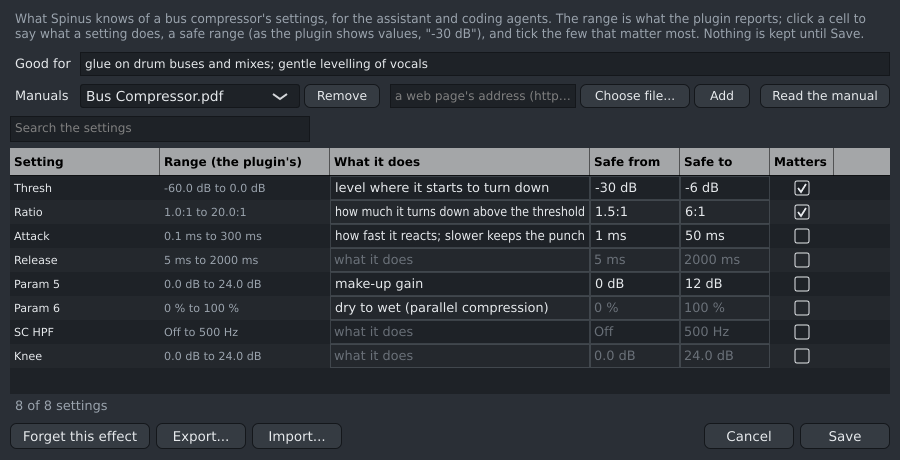 What Spinus knows of a bus compressor's settings, for the assistant and coding agents. The range is what the plugin reports; click a cell to
say what a setting does, a safe range (as the plugin shows values, "-30 dB"), and tick the few that matter most. Nothing is kept until Save.
Good for glue on drum buses and mixes; gentle levelling of vocals
Manuals Bus Compressor.pdf Remove a web page's address (http... Choose file... Add Read the manual
Search the settings
Setting Range (the plugin's) What it does Safe from Safe to Matters
Thresh -60.0 dB to 0.0 dB level where it starts to turn down -30 dB -6 dB
Ratio 1.0:1 to 20.0:1 how much it turns down above the threshold 1.5:1 6:1
Attack 0.1 ms to 300 ms how fast it reacts; slower keeps the punch 1 ms 50 ms
Release 5 ms to 2000 ms what it does 5 ms 2000 ms
Param 5 0.0 dB to 24.0 dB make-up gain 0 dB 12 dB
Param 6 0 % to 100 % dry to wet (parallel compression) 0 % 100 %
SC HPF Off to 500 Hz what it does Off 500 Hz
Knee 0.0 dB to 24.0 dB what it does 0.0 dB 24.0 dB
8 of 8 settings
Forget this effect Export... Import... Cancel Save